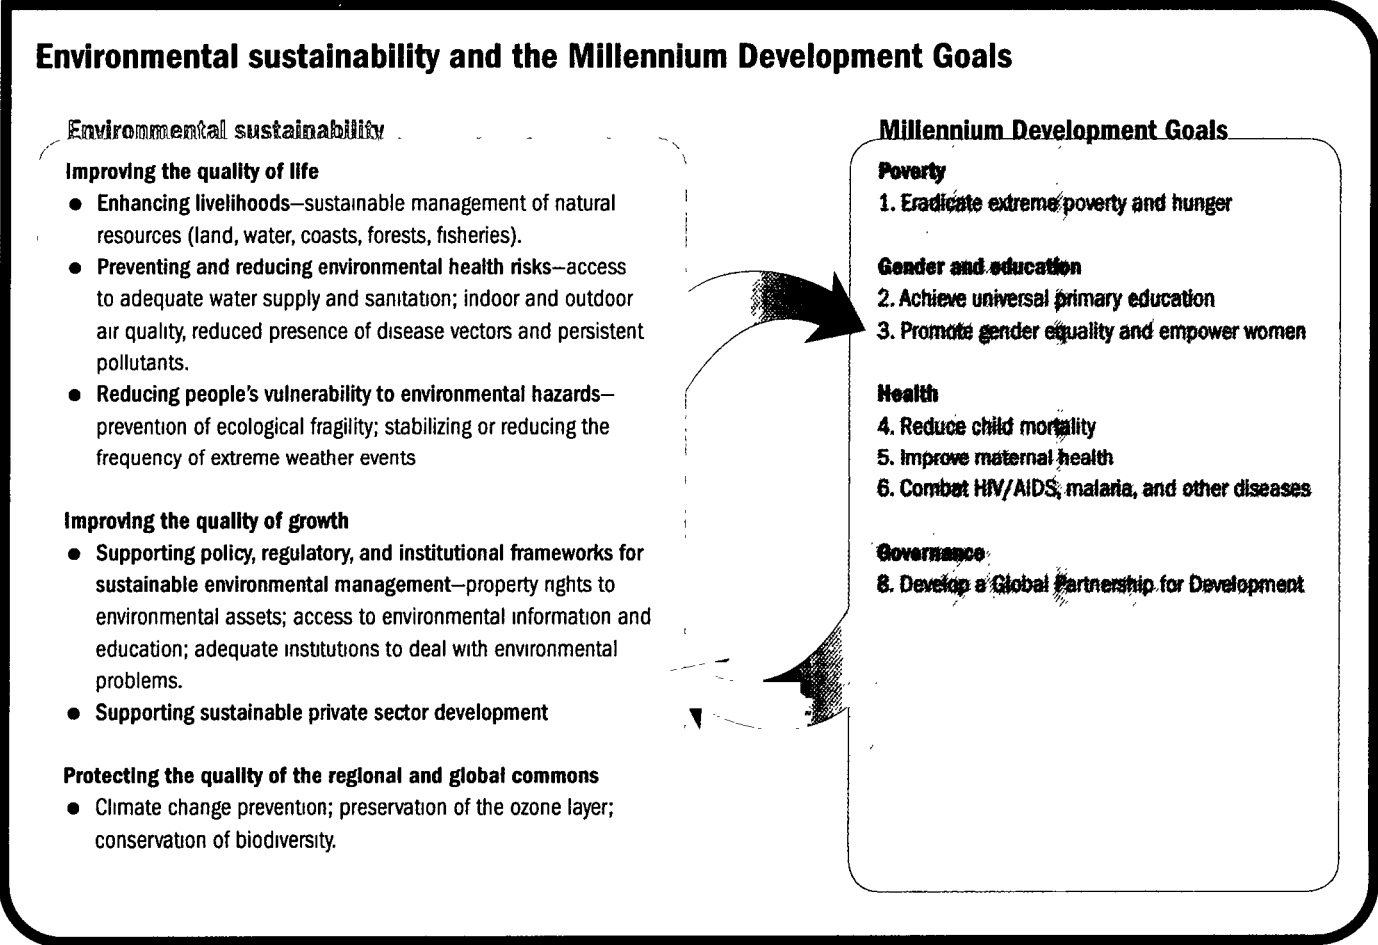 Environmental sustainability and the Millennium Development Goals
Environmental sustainability
Improving the quality of life
● Enhancing livelihoods—sustainable management of natural
resources (land, water, coasts, forests, fisheries).
● Preventing and reducing environmental health risks—access
to adequate water supply and sanitation; indoor and outdoor
air quality, reduced presence of disease vectors and persistent
pollutants.
● Reducing people's vulnerability to environmental hazards—
prevention of ecological fragility; stabilizing or reducing the
frequency of extreme weather events
Improving the quality of growth
● Supporting policy, regulatory, and institutional frameworks for
sustainable environmental management—property rights to
environmental assets; access to environmental information and
education; adequate institutions to deal with environmental
problems.
● Supporting sustainable private sector development
Protecting the quality of the regional and global commons
● Climate change prevention; preservation of the ozone layer;
conservation of biodiversity.
Millennium Development Goals
Poverty
1. Eradicate extreme poverty and hunger
Gender and education
2. Achieve universal primary education
3. Promote gender equality and empower women
Health
4. Reduce child mortality
5. Improve maternal health
6. Combat HIV/AIDS, malaria, and other diseases
Governance
8. Develop a Global Partnership for Development